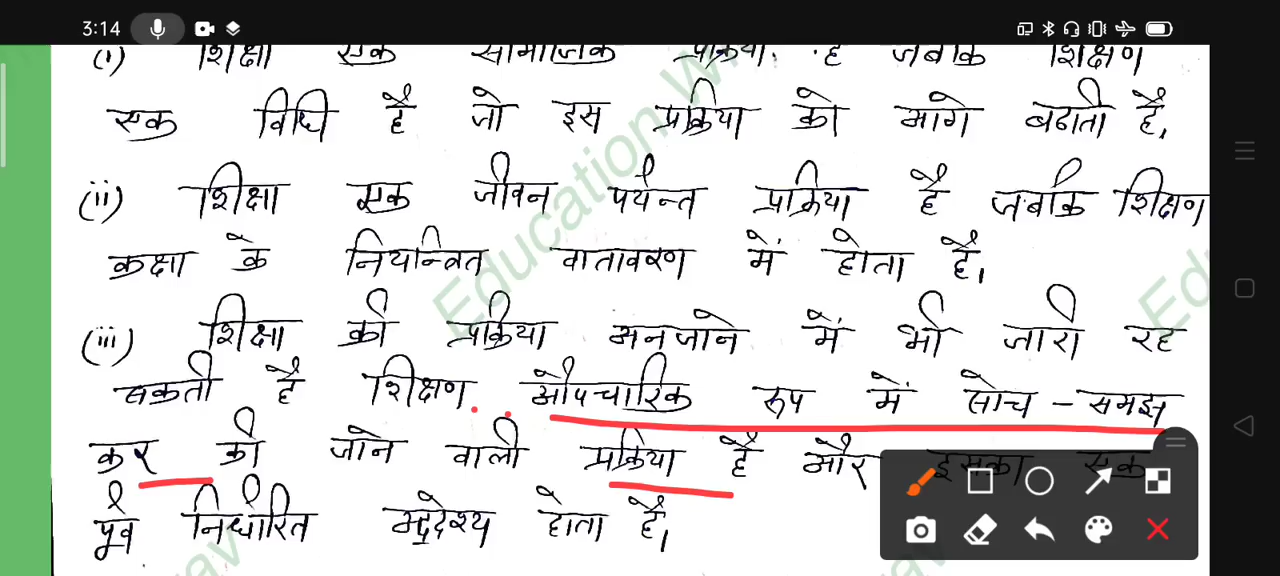 3:14
(i) शिक्षा एक सामाजिक प्रक्रिया है जबकि शिक्षण
एक विधि है जो इस प्रक्रिया को आगे बढाती है।
(ii) शिक्षा एक जीवन पर्यन्त प्रक्रिया है जबकि शिक्षण
कक्षा के नियन्त्रित वातावरण में होता है।
(iii) शिक्षा की प्रक्रिया अनजाने में भी जारी रह
सकती है शिक्षण औपचारिक रूप में सोच - समझ
कर की जाने वाली प्रक्रिया है और इसका एक
पूर्व निर्धारित उद्देश्य होता है।
Education